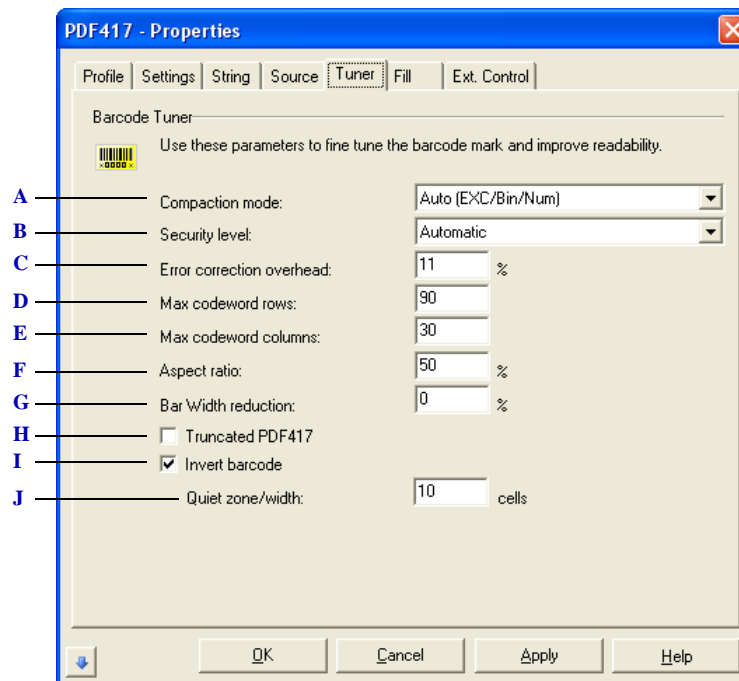 PDF417 - Properties
Profile Settings String Source Tuner Fill Ext. Control
Barcode Tuner
Use these parameters to fine tune the barcode mark and improve readability.
×0000×
A Compaction mode: Auto (EXC/Bin/Num)
B Security level: Automatic
C Error correction overhead: 11 %
D Max codeword rows: 90
E Max codeword columns: 30
F Aspect ratio: 50 %
G Bar Width reduction: 0 %
H Truncated PDF417
I Invert barcode
J Quiet zone/width: 10 cells
OK Cancel Apply Help